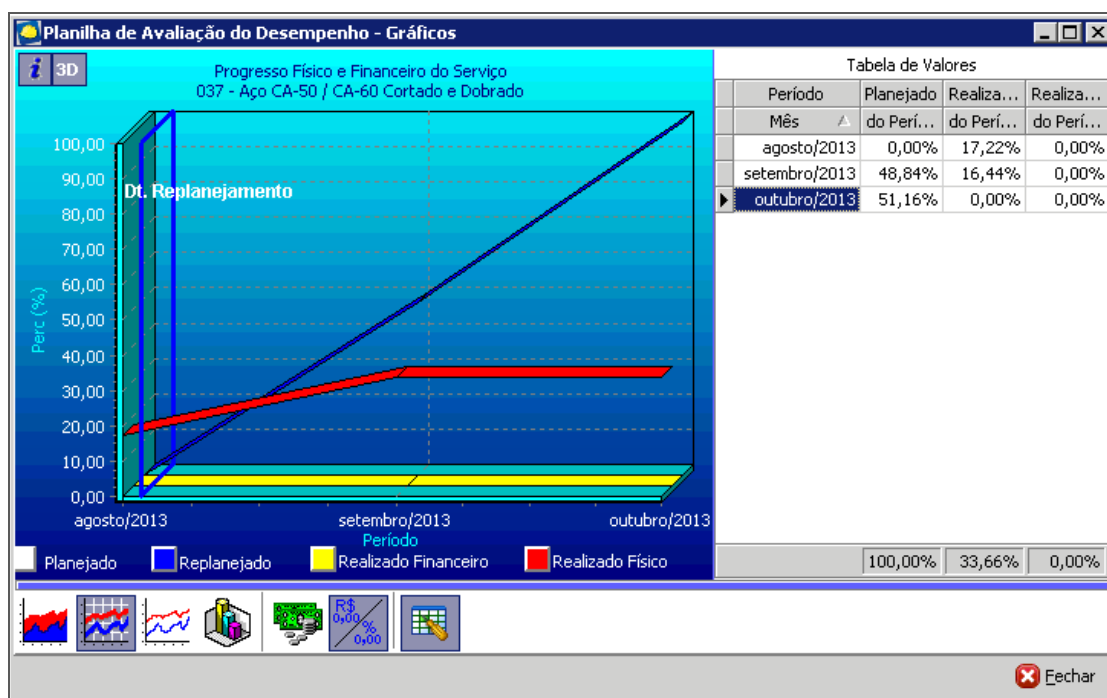 Planilha de Avaliação do Desempenho - Gráficos
i 3D
Progresso Físico e Financeiro do Serviço
037 - Aço CA-50 / CA-60 Cortado e Dobrado
Dt. Replanejamento
Perc (%)
100,00
90,00
80,00
70,00
60,00
50,00
40,00
30,00
20,00
10,00
0,00
agosto/2013 setembro/2013 outubro/2013
Período
Planejado Replanejado Realizado Financeiro Realizado Físico
Tabela de Valores
Período Planejado Realiza... Realiza...
Mês do Perí... do Perí... do Perí...
agosto/2013 0,00% 17,22% 0,00%
setembro/2013 48,84% 16,44% 0,00%
outubro/2013 51,16% 0,00% 0,00%
100,00% 33,66% 0,00%
R$
0,00
%
0,00
Fechar